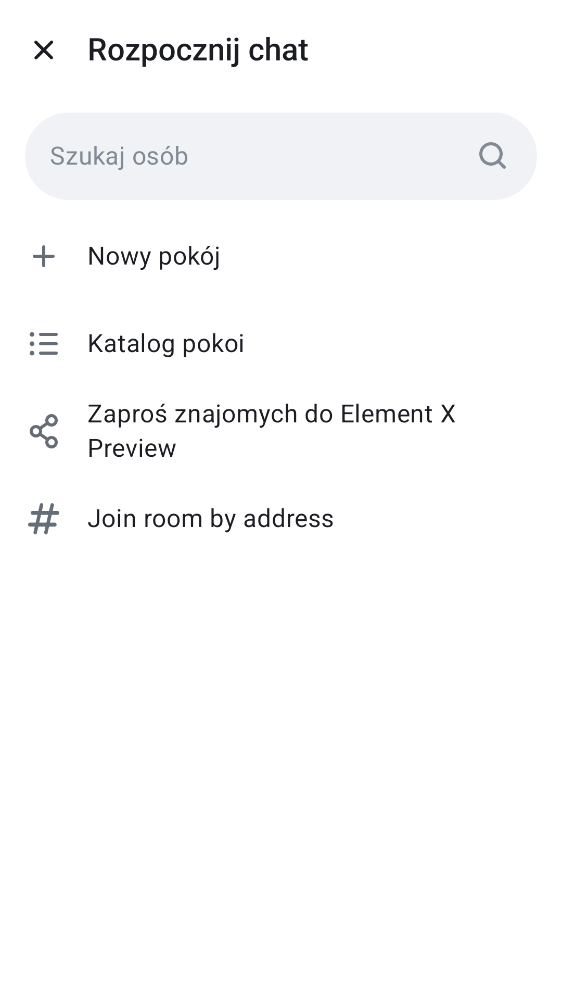 Rozpocznij chat
Szukaj osób
Nowy pokój
Katalog pokoi
Zaproś znajomych do Element X
Preview
Join room by address